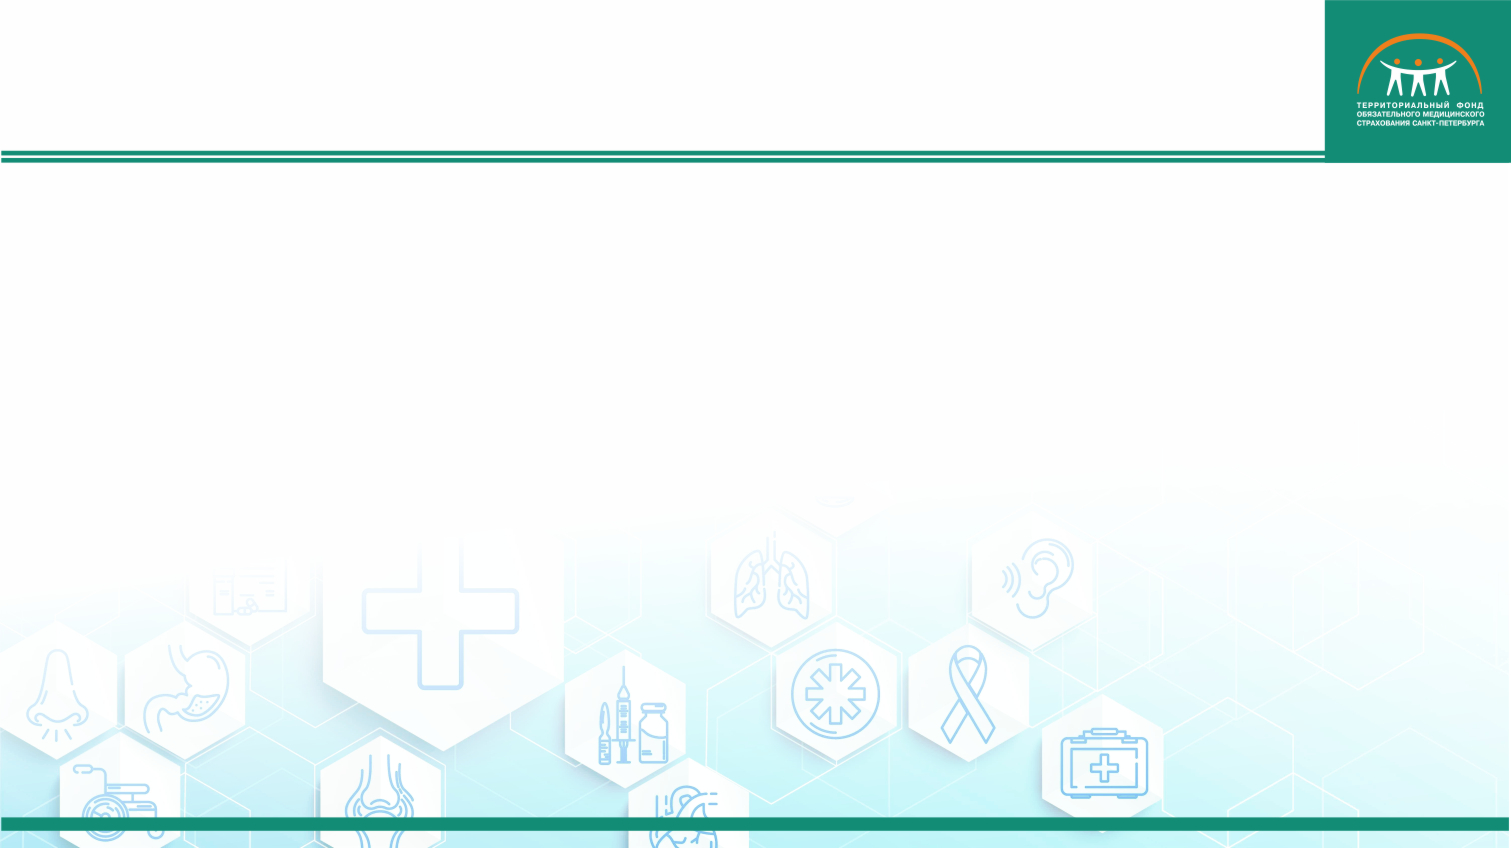 ТЕРРИТОРИАЛЬНЫЙ ФОНД
ОБЯЗАТЕЛЬНОГО МЕДИЦИНСКОГО
СТРАХОВАНИЯ САНКТ-ПЕТЕРБУРГА